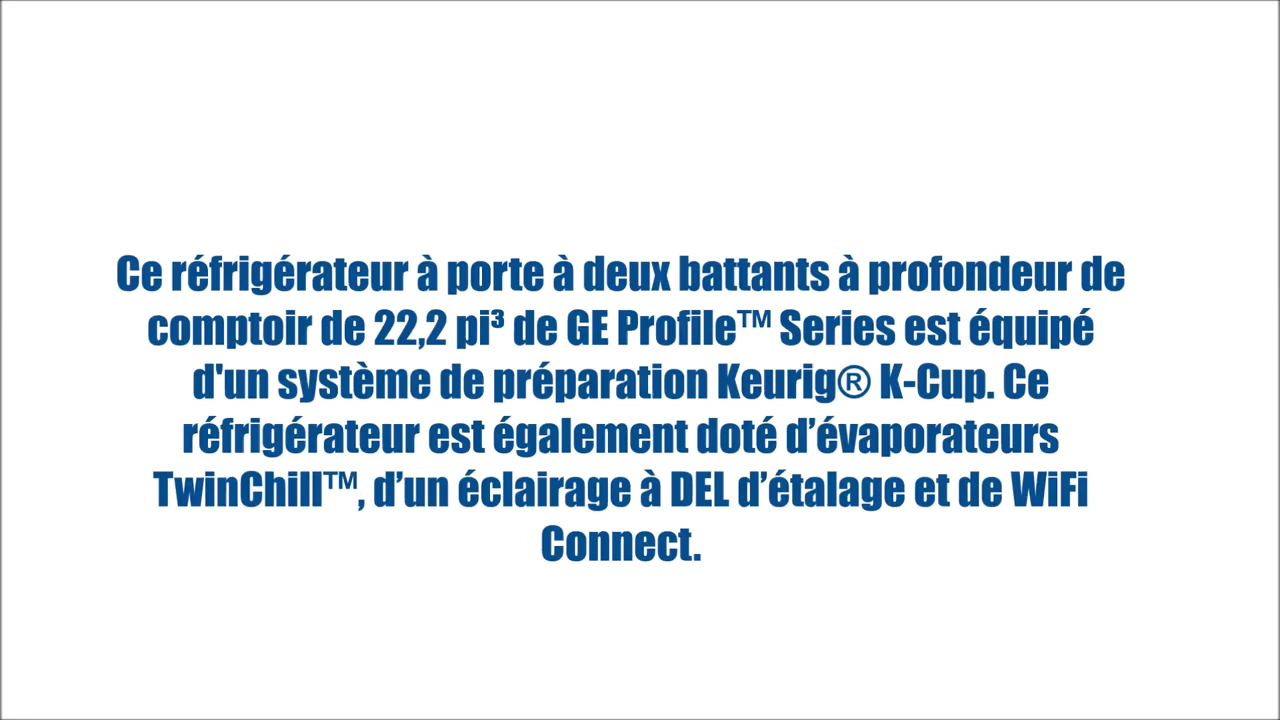 Ce réfrigérateur à porte à deux battants à profondeur de
comptoir de 22,2 pi³ de GE Profile™ Series est équipé
d'un système de préparation Keurig® K-Cup. Ce
réfrigérateur est également doté d’évaporateurs
TwinChill™, d’un éclairage à DEL d’étalage et de WiFi
Connect.